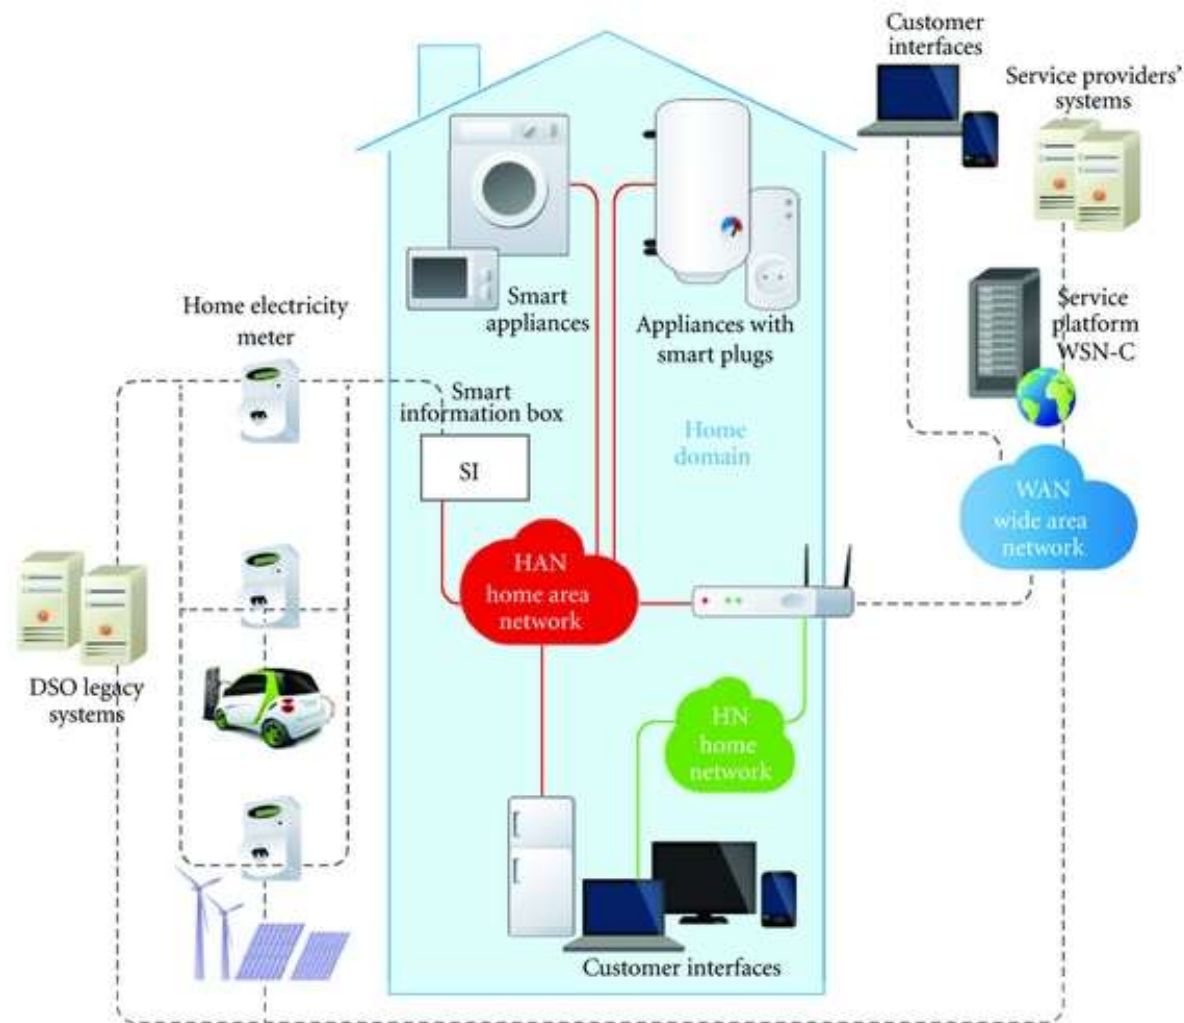 Customer
interfaces
Service providers'
systems
Smart
appliances
Appliances with
smart plugs
Service
platform
WSN-C
Home electricity
meter
Smart
information box
SI
Home
domain
WAN
wide area
network
HAN
home area
network
DSO legacy
systems
HN
home
network
Customer interfaces